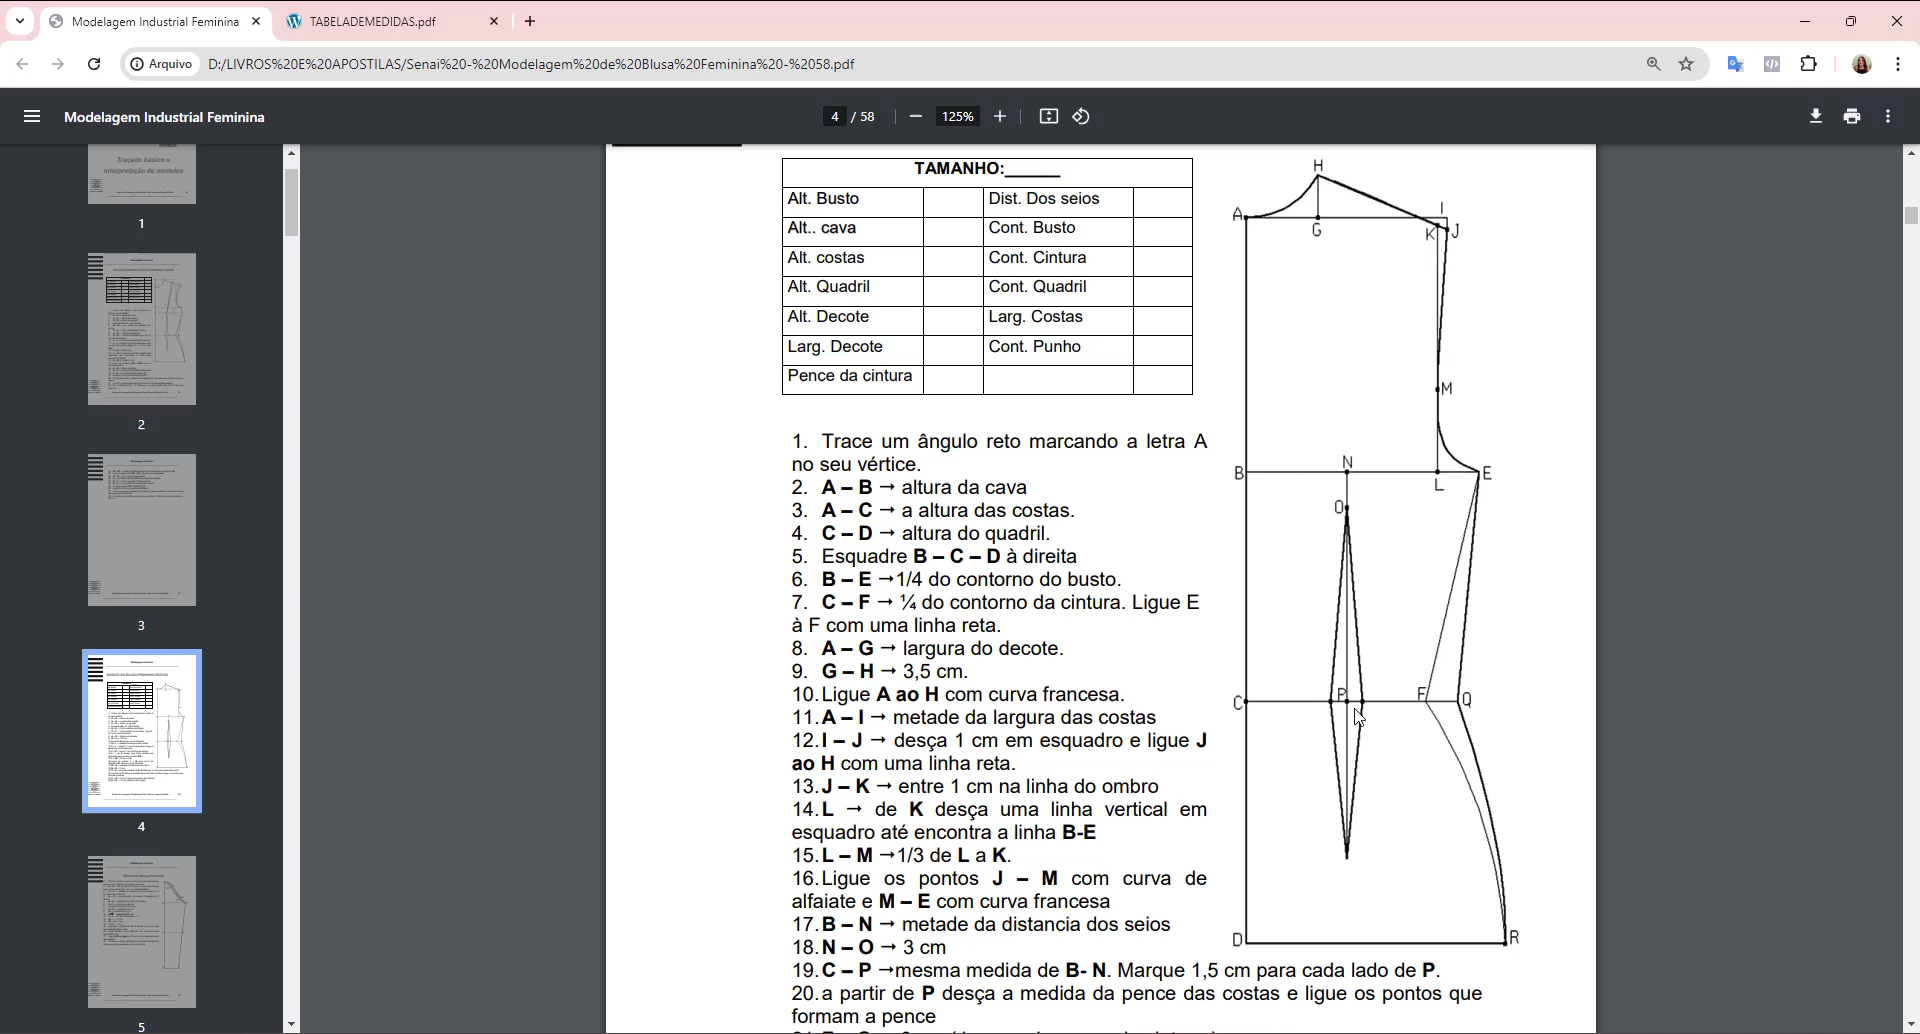 Modelagem Industrial Feminina
TABELADEMEDIDAS.pdf
Arquivo
D:/LIVROS%20E%20APOSTILAS/Senai%20-%20Modelagem%20de%20Blusa%20Feminina%20-%2058.pdf
Modelagem Industrial Feminina
4 / 58
125%
Traçado básico e
interpretação de modelos
1
2
3
4
5
TAMANHO:______
Alt. Busto Dist. Dos seios
Alt.. cava Cont. Busto
Alt. costas Cont. Cintura
Alt. Quadril Cont. Quadril
Alt. Decote Larg. Costas
Larg. Decote Cont. Punho
Pence da cintura
1. Trace um ângulo reto marcando a letra A
no seu vértice.
2. A – B → altura da cava
3. A – C → a altura das costas.
4. C – D → altura do quadril.
5. Esquadre B – C – D à direita
6. B – E →1/4 do contorno do busto.
7. C – F → ¼ do contorno da cintura. Ligue E
à F com uma linha reta.
8. A – G → largura do decote.
9. G – H → 3,5 cm.
10.Ligue A ao H com curva francesa.
11.A – I → metade da largura das costas
12.I – J → desça 1 cm em esquadro e ligue J
ao H com uma linha reta.
13.J – K → entre 1 cm na linha do ombro
14.L → de K desça uma linha vertical em
esquadro até encontra a linha B-E
15.L – M →1/3 de L a K.
16.Ligue os pontos J – M com curva de
alfaiate e M – E com curva francesa
17.B – N → metade da distancia dos seios
18.N – O → 3 cm
19.C – P →mesma medida de B- N. Marque 1,5 cm para cada lado de P.
20.a partir de P desça a medida da pence das costas e ligue os pontos que
formam a pence
H
A
I
G
K
J
M
B
N
L
E
O
C
P
F
Q
D
R